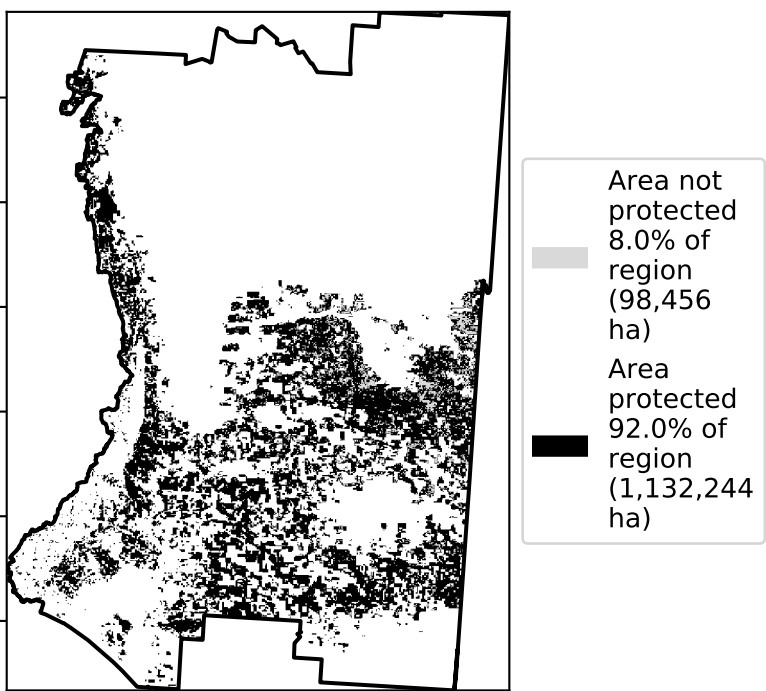 Area not
protected
8.0% of
region
(98,456
ha)
Area
protected
92.0% of
region
(1,132,244
ha)